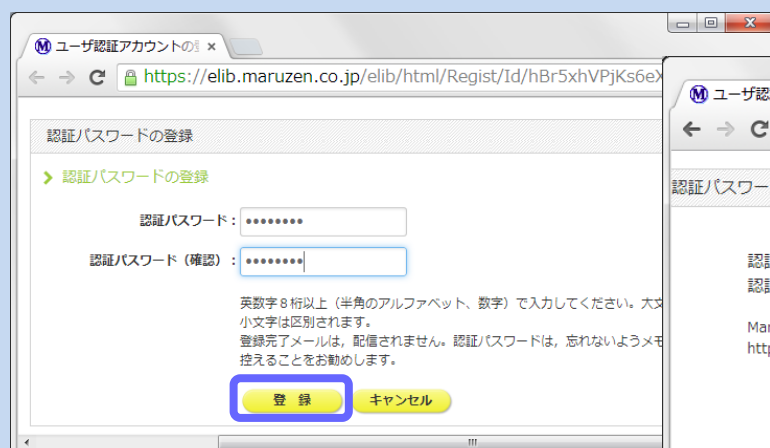 ユーザ認証アカウントの
https://elib.maruzen.co.jp/elib/html/Regist/Id/hBr5xhVPjKs6e
認証パスワードの登録
認証パスワードの登録
認証パスワード：
認証パスワード（確認）：
英数字８桁以上（半角のアルファベット、数字）で入力してください。大文
小文字は区別されます。
登録完了メールは，配信されません。認証パスワードは，忘れないようメモ
控えることをお勧めします。
登 録
キャンセル
ユーザ認
認証パスワー
認証
認証
Mar
http